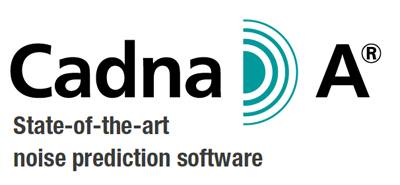 Cadna A®
State-of-the-art
noise prediction software